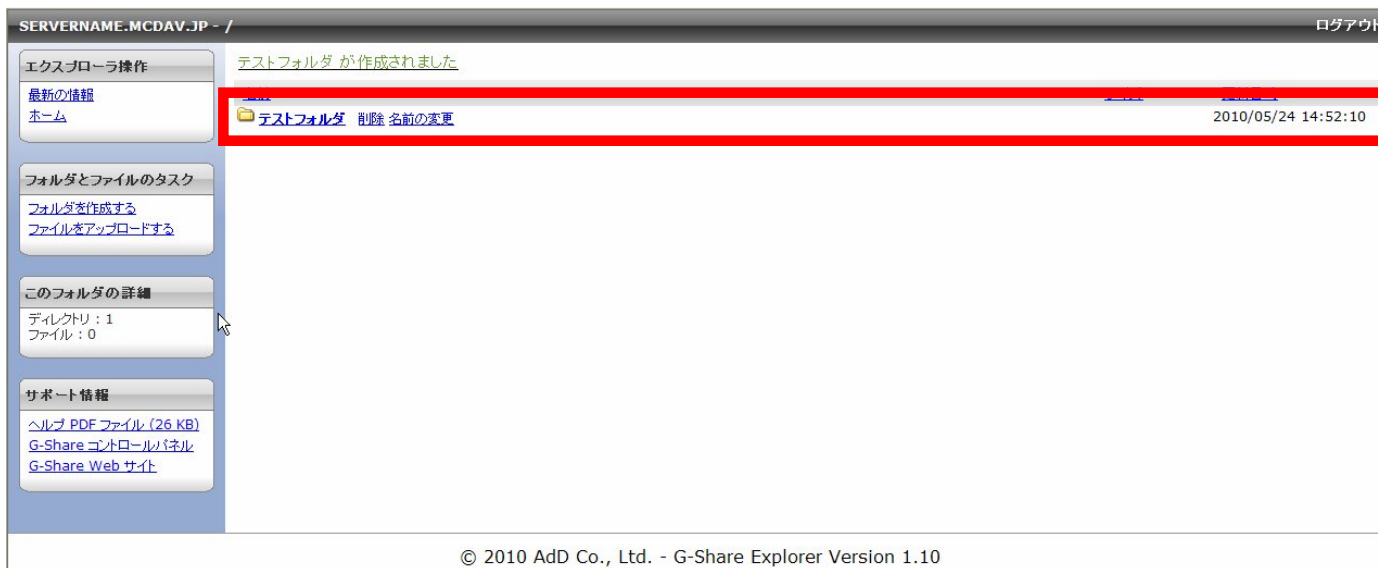 SERVERNAME.MCDAV.JP - /
ログアウト
エクスプローラ操作
最新の情報
ホーム
フォルダとファイルのタスク
フォルダを作成する
ファイルをアップロードする
このフォルダの詳細
ディレクトリ : 1
ファイル : 0
サポート情報
ヘルプ PDF ファイル (26 KB)
G-Share コントロールパネル
G-Share Web サイト
テストフォルダ が作成されました
テストフォルダ 削除 名前の変更 2010/05/24 14:52:10
© 2010 AdD Co., Ltd. - G-Share Explorer Version 1.10